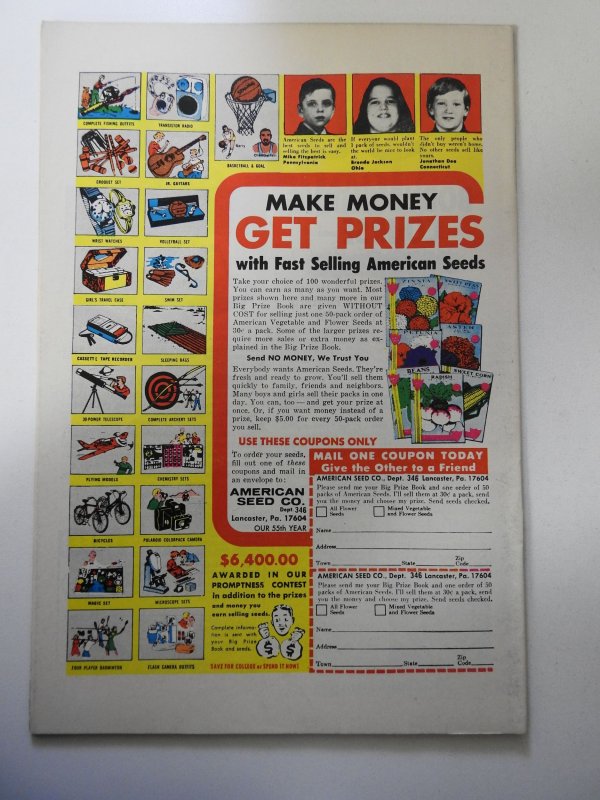 COMPLETE FISHING OUTFITS
TRANSISTOR RADIO
BASKETBALL & GOAL
American Seeds are the
best seeds to sell and
selling the best is easy.
Mike Fitzpatrick
Pennsylvania
If everyone would plant
1 pack of seeds, wouldn't
the world be nice to look
at.
Brenda Jackson
Ohio
The only people who
didn't buy weren't home.
No other seeds sell like
yours.
Jonathan Dea
Connecticut
CROQUET SET
JR. GUITARS
WRIST WATCHES
VOLLEYBALL SET
GIRL'S TRAVEL CASE
SWIM SET
CASSETTE TAPE RECORDER
SLEEPING BAGS
30-POWER TELESCOPE
COMPLETE ARCHERY SETS
FLYING MODELS
CHEMISTRY SETS
BICYCLES
POLAROID COLORPACK CAMERA
MAGIC SET
MICROSCOPE SETS
FOUR PLAYER BADMINTON
FLASH CAMERA OUTFITS
MAKE MONEY
GET PRIZES
with Fast Selling American Seeds
Take your choice of 100 wonderful prizes.
You can earn as many as you want. Most
prizes shown here and many more in our
Big Prize Book are given WITHOUT
COST for selling just one 50-pack order of
American Vegetable and Flower Seeds at
30¢ a pack. Some of the larger prizes re-
quire more sales or extra money as ex-
plained in the Big Prize Book.
Send NO MONEY, We Trust You
Everybody wants American Seeds. They're
fresh and ready to grow. You'll sell them
quickly to family, friends and neighbors.
Many boys and girls sell their packs in one
day. You can, too — and get your prize at
once. Or, if you want money instead of a
prize, keep $5.00 for every 50-pack order
you sell.
ZINNIA
SWEET PEAS
PETUNIA
ASTER
BEANS
RADISH
SWEET CORN
USE THESE COUPONS ONLY
To order your seeds,
fill out one of these
coupons and mail in
an envelope to:
AMERICAN
SEED CO.
Dept 346
Lancaster, Pa. 17604
OUR 55th YEAR
MAIL ONE COUPON TODAY
Give the Other to a Friend
AMERICAN SEED CO., Dept. 346 Lancaster, Pa. 17604
Please send me your Big Prize Book and one order of 50
packs of American Seeds. I'll sell them at 30¢ a pack, send
you the money and choose my prize. Send seeds checked.
All Flower
Seeds
Mixed Vegetable
and Flower Seeds
Name
Address
Town State Zip Code
AMERICAN SEED CO., Dept. 346 Lancaster, Pa. 17604
Please send me your Big Prize Book and one order of 50
packs of American Seeds. I'll sell them at 30¢ a pack, send
you the money and choose my prize. Send seeds checked.
All Flower
Seeds
Mixed Vegetable
and Flower Seeds
Name
Address
Town State Zip Code
$6,400.00
AWARDED IN OUR
PROMPTNESS CONTEST
in addition to the prizes
and money you
earn selling seeds.
Complete informa-
tion is sent with
your Big Prize
Book and seeds.
$ $
SAVE FOR COLLEGE or SPEND IT NOW!